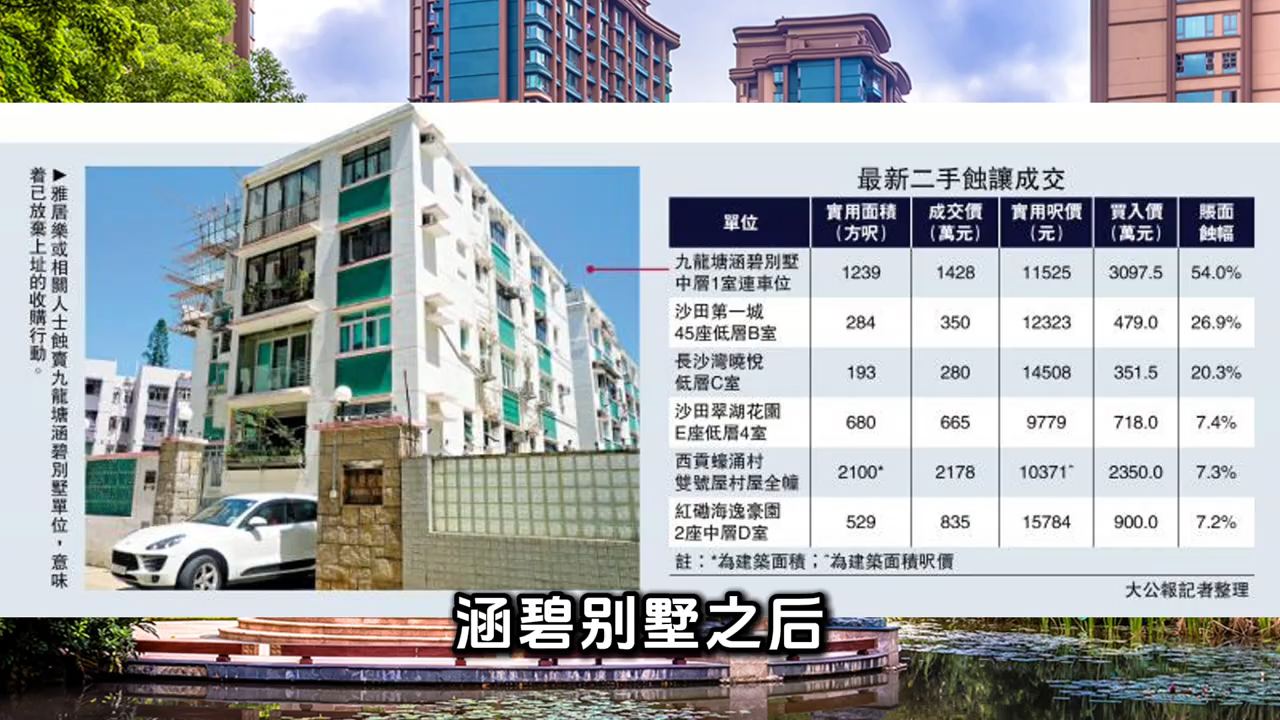 ▶雅居樂或相關人士蝕賣九龍塘涵碧別墅單位，意味
着已放棄上址的收購行動。
最新二手蝕讓成交
單位 實用面積（方呎） 成交價（萬元） 實用呎價（元） 買入價（萬元） 賬面蝕幅
九龍塘涵碧別墅
中層1室連車位 1239 1428 11525 3097.5 54.0%
沙田第一城
45座低層B室 284 350 12323 479.0 26.9%
長沙灣曉悅
低層C室 193 280 14508 351.5 20.3%
沙田翠湖花園
E座低層4室 680 665 9779 718.0 7.4%
西貢蠔涌村
雙號屋村屋全幢 2100* 2178 10371^ 2350.0 7.3%
紅磡海逸豪園
2座中層D室 529 835 15784 900.0 7.2%
註：*為建築面積；^為建築面積呎價
大公報記者整理
涵碧别墅之后